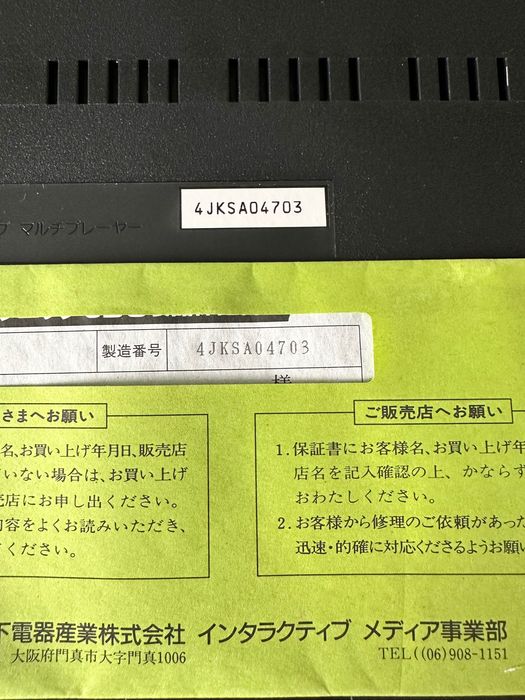 4JKSA04703
ブ マルチプレーヤー
製造番号 4JKSA04703
様
さまへお願い
名、お買い上げ年月日、販売店
いない場合は、お買い上げ
売店にお申し出ください。
内容をよくお読みいただき、
てください。
ご販売店へお願い
1. 保証書にお客様名、お買い上げ年
店名を記入確認の上、かならず
おわたしください。
2. お客様から修理のご依頼があった
迅速・的確に対応くださるようお願い
下電器産業株式会社 インタラクティブ メディア事業部
大阪府門真市大字門真1006 TEL((06)908-1151